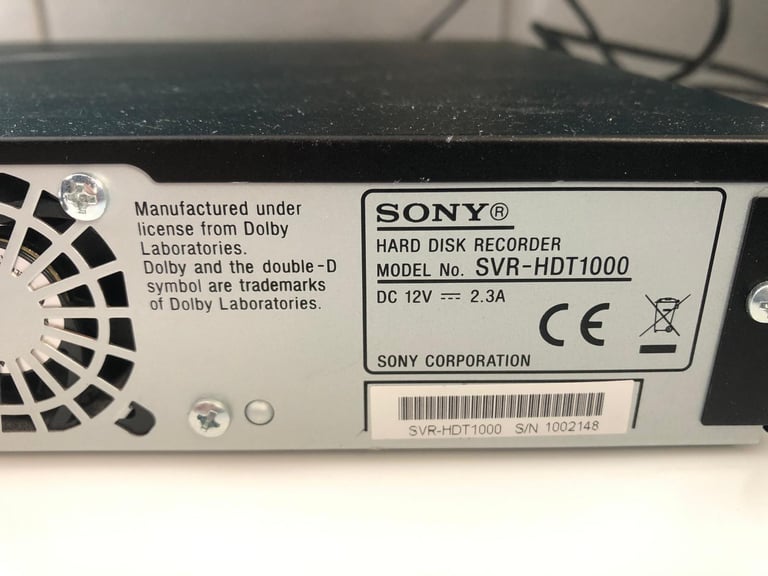 Manufactured under
license from Dolby
Laboratories.
Dolby and the double-D
symbol are trademarks
of Dolby Laboratories.
SONY®
HARD DISK RECORDER
MODEL No. SVR-HDT1000
DC 12V ⎓ 2.3A
CE
SONY CORPORATION
SVR-HDT1000 S/N 1002148